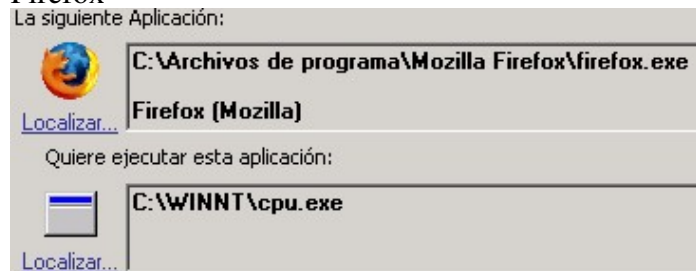 Firefox
La siguiente Aplicación:
C:\Archivos de programa\Mozilla Firefox\firefox.exe
Firefox (Mozilla)
Localizar...
Quiere ejecutar esta aplicación:
C:\WINNT\cpu.exe
Localizar...